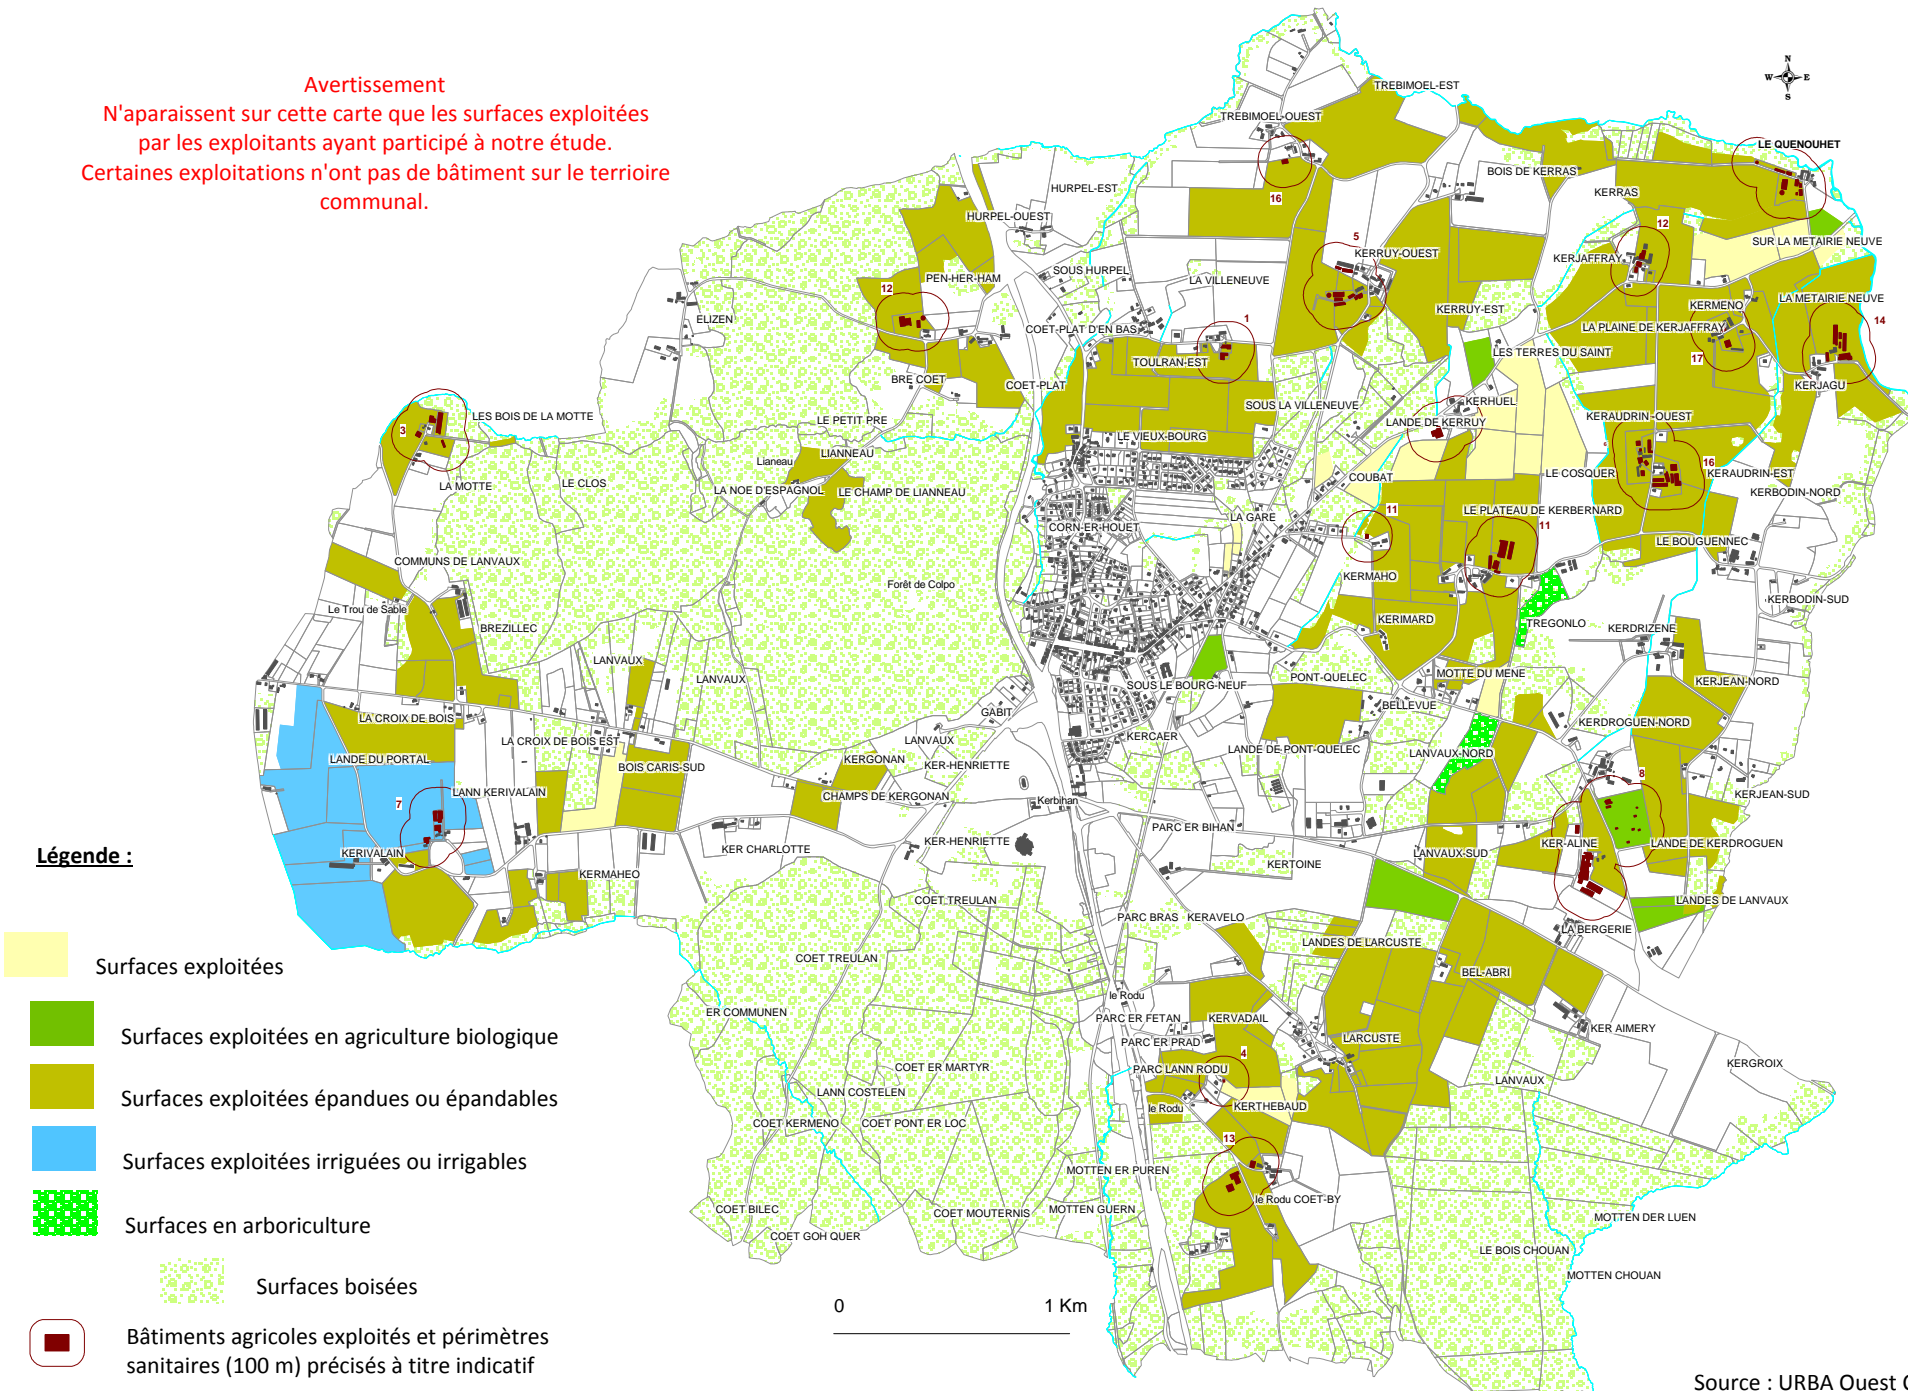 Avertissement
N'aparaissent sur cette carte que les surfaces exploitées
par les exploitants ayant participé à notre étude.
Certaines exploitations n'ont pas de bâtiment sur le terrioire
communal.
N
W E
S
TREBIMOEL-EST
TREBIMOEL-OUEST
LE QUENOUHET
BOIS DE KERRAS
KERRAS
HURPEL-EST
16
HURPEL-OUEST
12
5
SUR LA METAIRIE NEUVE
KERRUY-OUEST
KERJAFFRAY
SOUS HURPEL
PEN-HER-HAM
LA VILLENEUVE
12
LA METAIRIE NEUVE
KERMENO
KERRUY-EST
ELIZEN
1
14
COET-PLAT D'EN BAS
LA PLAINE DE KERJAFFRAY
LES TERRES DU SAINT
TOULRAN-EST
17
BRE COET
COET-PLAT
KERJAGU
KERHUEL
SOUS LA VILLENEUVE
LES BOIS DE LA MOTTE
KERAUDRIN-OUEST
LE PETIT PRE
LANDE DE KERRUY
3
LE VIEUX-BOURG
LIANNEAU
Lianeau
16
LE COSQUER
KERAUDRIN-EST
COUBAT
LE CLOS
LA MOTTE
LA NOE D'ESPAGNOL
LE CHAMP DE LIANNEAU
KERBODIN-NORD
11
LE PLATEAU DE KERBERNARD
LA GARE
11
CORN-ER-HOUET
LE BOUGUENNEC
COMMUNS DE LANVAUX
KERMAHO
Forêt de Colpo
KERBODIN-SUD
Le Trou de Sable
KERIMARD
TREGONLO
BREZILLEC
KERDRIZENE
LANVAUX
MOTTE DU MENE
PONT-QUELEC
LANVAUX
KERJEAN-NORD
SOUS LE BOURG-NEUF
BELLEVUE
GABIT
LA CROIX DE BOIS
KERDROGUEN-NORD
KERCAER
LANVAUX
LA CROIX DE BOIS EST
LANDE DE PONT-QUELEC
LANVAUX-NORD
LANDE DU PORTAL
KERGONAN
KER-HENRIETTE
BOIS CARIS-SUD
8
LANN KERIVALAIN
KERJEAN-SUD
CHAMPS DE KERGONAN
Kerbihan
7
PARC ER BIHAN
KER-HENRIETTE
KER-ALINE
LANDE DE KERDROGUEN
KER CHARLOTTE
KERIVALAIN
LANVAUX-SUD
KERTOINE
KERMAHEO
Légende :
COET TREULAN
LANDES DE LANVAUX
PARC BRAS
KERAVELO
LA BERGERIE
LANDES DE LARCUSTE
COET TREULAN
BEL-ABRI
Surfaces exploitées
le Rodu
ER COMMUNEN
PARC ER FETAN
KERVADAIL
KER AIMERY
Surfaces exploitées en agriculture biologique
PARC ER PRAD
LARCUSTE
4
KERGROIX
COET ER MARTYR
PARC LANN RODU
LANVAUX
LANN COSTELEN
Surfaces exploitées épandues ou épandables
le Rodu
KERTHEBAUD
COET KERMENO
COET PONT ER LOC
13
Surfaces exploitées irriguées ou irrigables
MOTTEN ER PUREN
le Rodu COET-BY
COET BILEC
COET MOUTERNIS
MOTTEN GUERN
MOTTEN DER LUEN
Surfaces en arboriculture
COET GOH QUER
LE BOIS CHOUAN
MOTTEN CHOUAN
Surfaces boisées
0 1 Km
Bâtiments agricoles exploités et périmètres
sanitaires (100 m) précisés à titre indicatif
Source : URBA Ouest